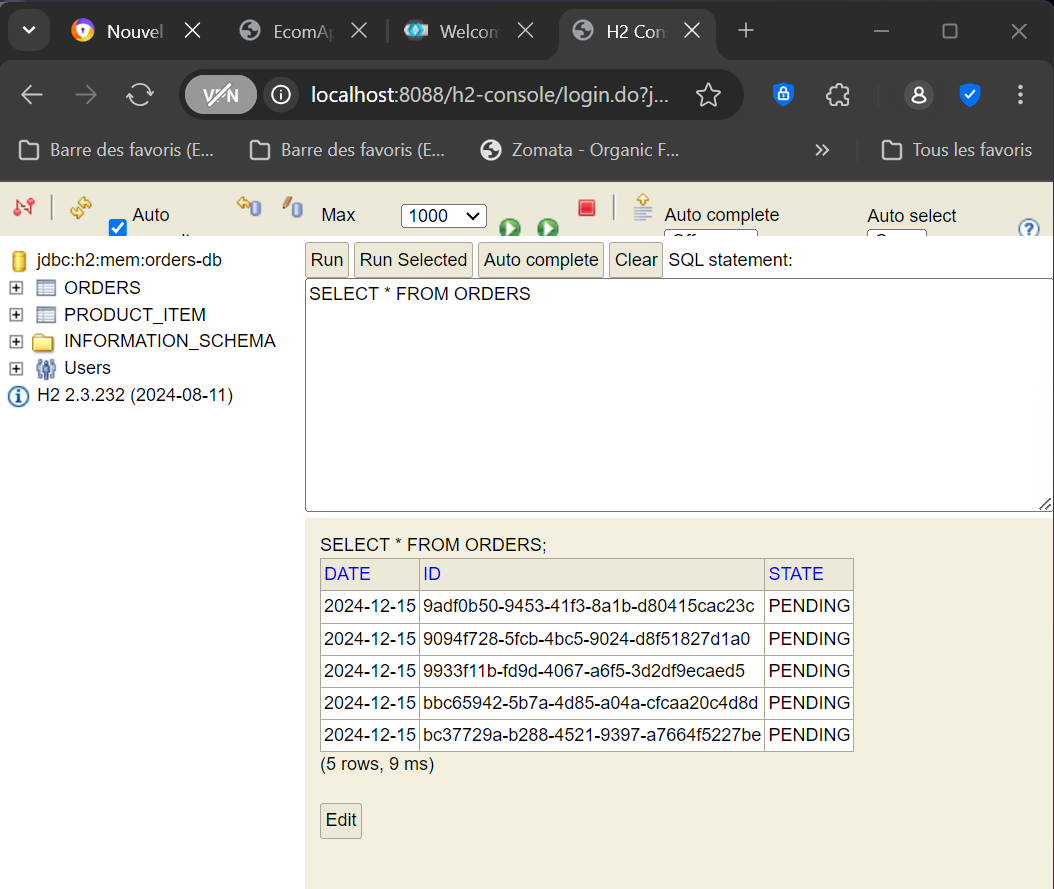 Nouvel
EcomAp
Welcon
H2 Con
VPN
localhost:8088/h2-console/login.do?j...
Barre des favoris (E...
Barre des favoris (E...
Zomata - Organic F...
»
Tous les favoris
Auto
Max
1000
Auto complete
Auto select
jdbc:h2:mem:orders-db
ORDERS
PRODUCT_ITEM
INFORMATION_SCHEMA
Users
H2 2.3.232 (2024-08-11)
Run Run Selected Auto complete Clear SQL statement:
SELECT * FROM ORDERS
SELECT * FROM ORDERS;
DATE ID STATE
2024-12-15 9adf0b50-9453-41f3-8a1b-d80415cac23c PENDING
2024-12-15 9094f728-5fcb-4bc5-9024-d8f51827d1a0 PENDING
2024-12-15 9933f11b-fd9d-4067-a6f5-3d2df9ecaed5 PENDING
2024-12-15 bbc65942-5b7a-4d85-a04a-cfcaa20c4d8d PENDING
2024-12-15 bc37729a-b288-4521-9397-a7664f5227be PENDING
(5 rows, 9 ms)
Edit